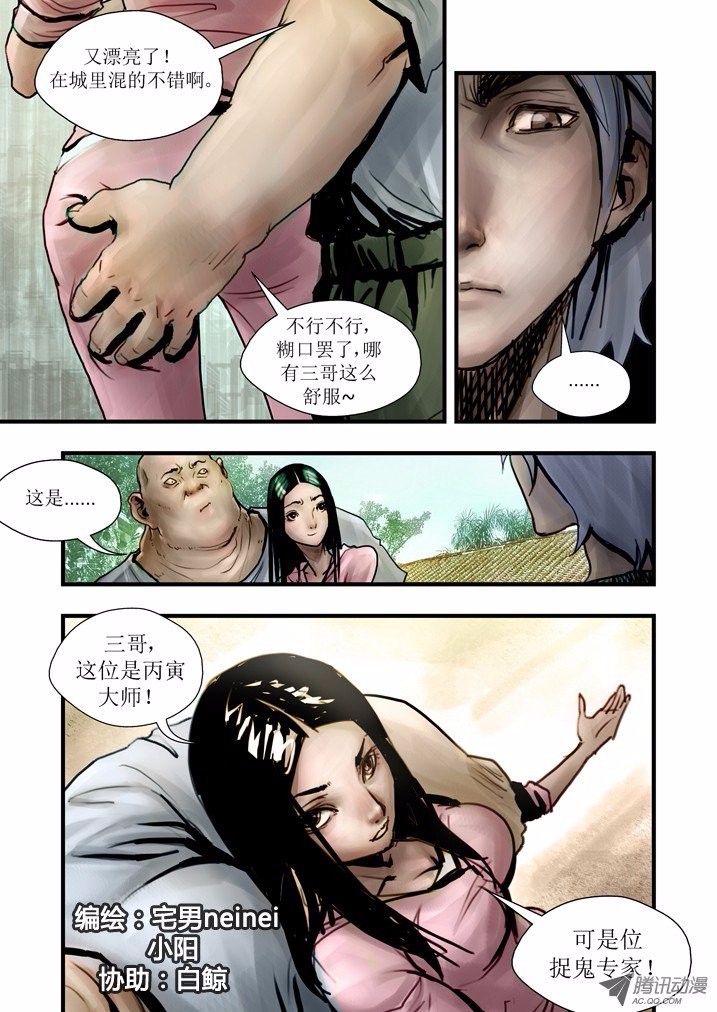 又漂亮了！
在城里混的不错啊。
不行不行，
糊口罢了，哪
有三哥这么
舒服~
……
这是……
三哥，
这位是丙寅
大师！
可是位
捉鬼专家！
编绘：宅男neinei
小阳
协助：白鲸
腾讯动漫
AC.QQ.COM